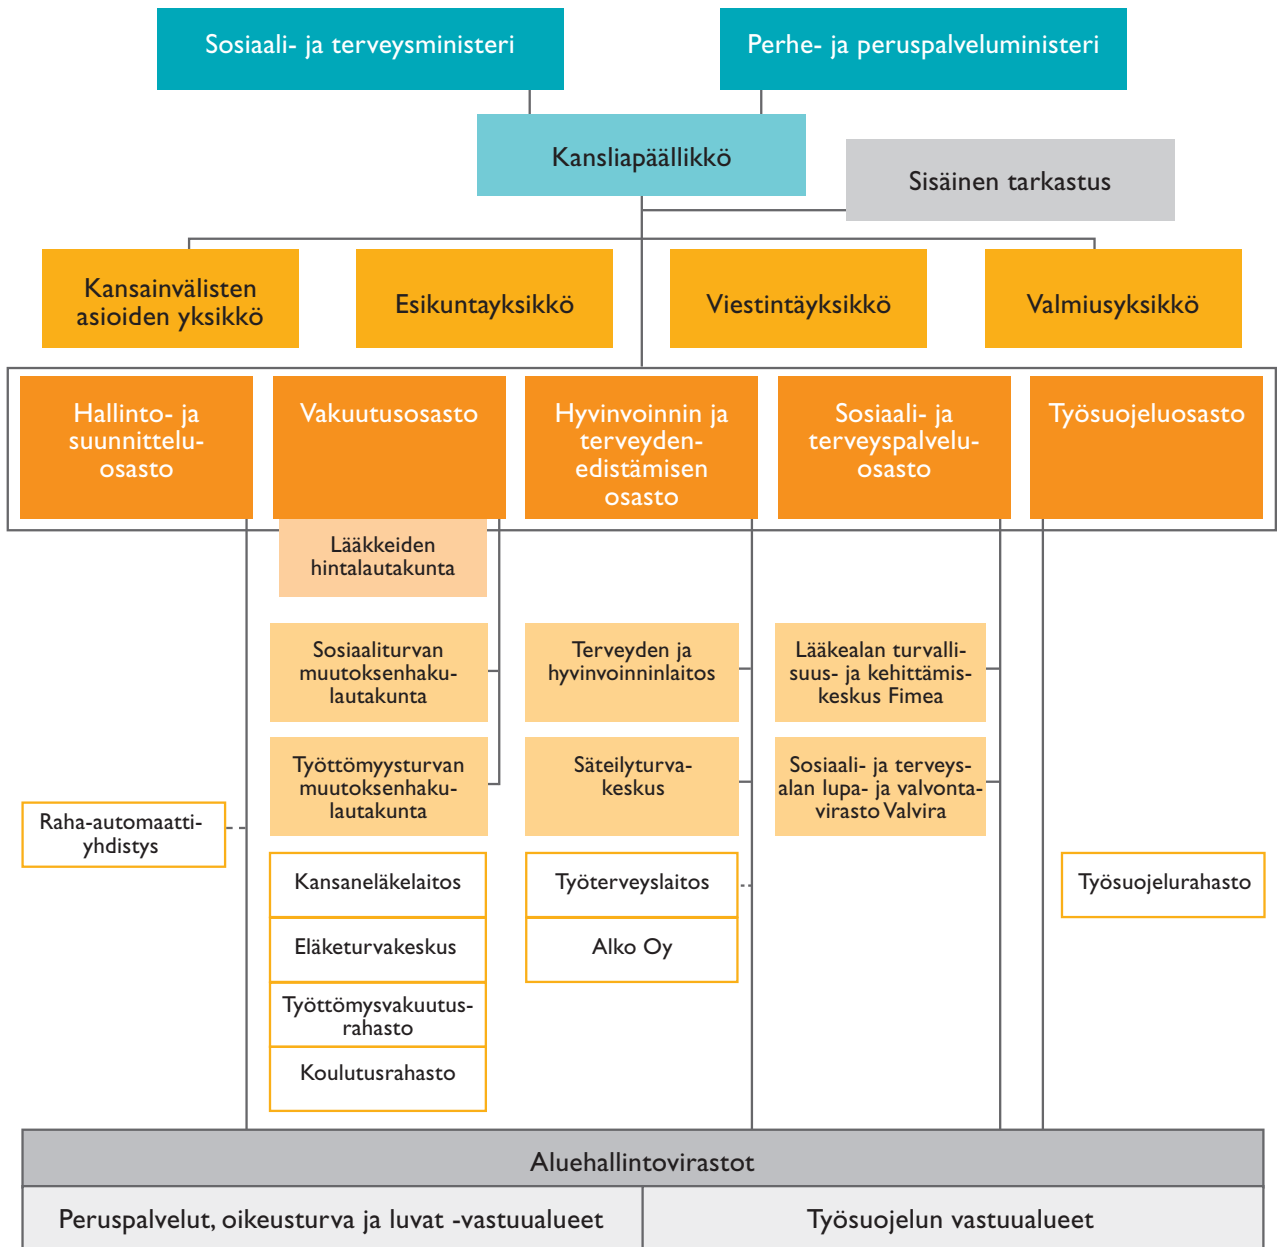 Sosiaali- ja terveysministeri
Perhe- ja peruspalveluministeri
Kansliapäällikkö
Sisäinen tarkastus
Kansainvälisten
asioiden yksikkö
Esikuntayksikkö
Viestintäyksikkö
Valmiusyksikkö
Hallinto- ja
suunnittelu-
osasto
Vakuutusosasto
Hyvinvoinnin ja
terveyden-
edistämisen
osasto
Sosiaali- ja
terveyspalvelu-
osasto
Työsuojeluosasto
Lääkkeiden
hintalautakunta
Sosiaaliturvan
muutoksenhaku-
lautakunta
Terveyden ja
hyvinvoinninlaitos
Lääkealan turvalli-
suus- ja kehittämis-
keskus Fimea
Työttömyysturvan
muutoksenhaku-
lautakunta
Säteilyturva-
keskus
Sosiaali- ja terveys-
alan lupa- ja valvonta-
virasto Valvira
Raha-automaatti-
yhdistys
Kansaneläkelaitos
Työterveyslaitos
Työsuojelurahasto
Eläketurvakeskus
Alko Oy
Työttömysvakuutus-
rahasto
Koulutusrahasto
Aluehallintovirastot
Peruspalvelut, oikeusturva ja luvat -vastuualueet
Työsuojelun vastuualueet